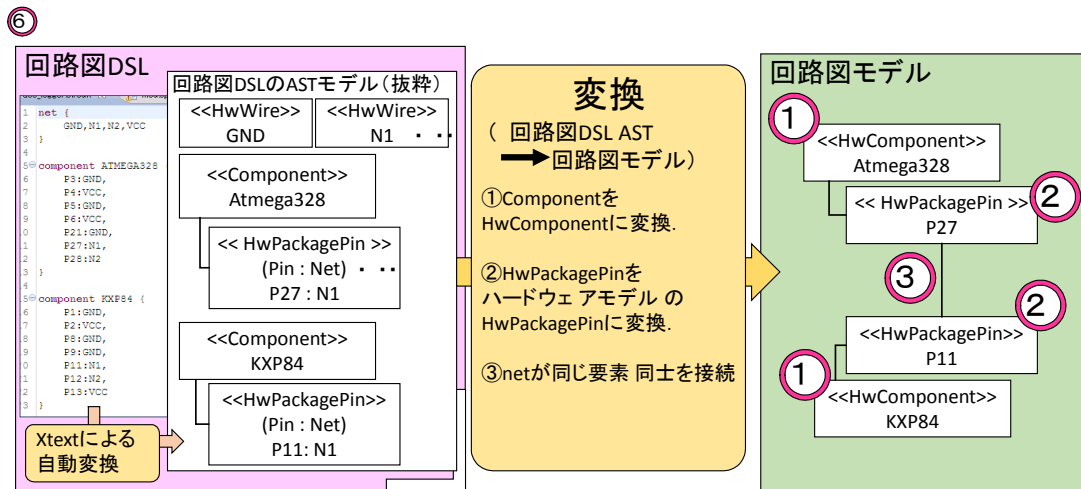 ⑥
回路図DSL
net {
GND,N1,N2,VCC
}
component ATMEGA328
P3:GND,
P4:VCC,
P5:GND,
P6:VCC,
P21:GND,
P27:N1,
P28:N2
}
component KXP84 {
P1:GND,
P2:VCC,
P8:GND,
P9:GND,
P11:N1,
P12:N2,
P13:VCC
}
Xtextによる
自動変換
回路図DSLのASTモデル（抜粋）
<<HwWire>>
GND
<<HwWire>>
N1 ・・・
<<Component>>
Atmega328
<< HwPackagePin >>
(Pin : Net) ・・・
P27 : N1
<<Component>>
KXP84
<<HwPackagePin>>
(Pin : Net)
P11: N1
変換
( 回路図DSL AST
➡回路図モデル）
①Componentを
HwComponentに変換.
②HwPackagePinを
ハードウェアモデル の
HwPackagePinに変換.
③netが同じ要素 同士を接続
回路図モデル
①
<<HwComponent>>
Atmega328
②
<< HwPackagePin >>
P27
③
②
<<HwPackagePin>>
P11
①
<<HwComponent>>
KXP84